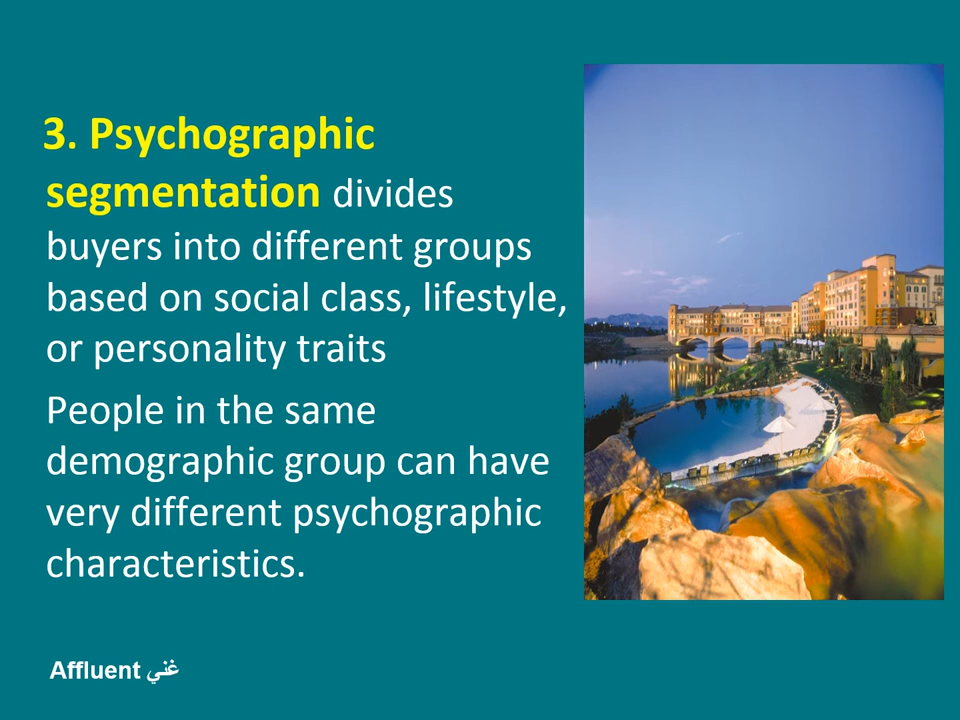 3. Psychographic
segmentation divides
buyers into different groups
based on social class, lifestyle,
or personality traits
People in the same
demographic group can have
very different psychographic
characteristics.
Affluent غني